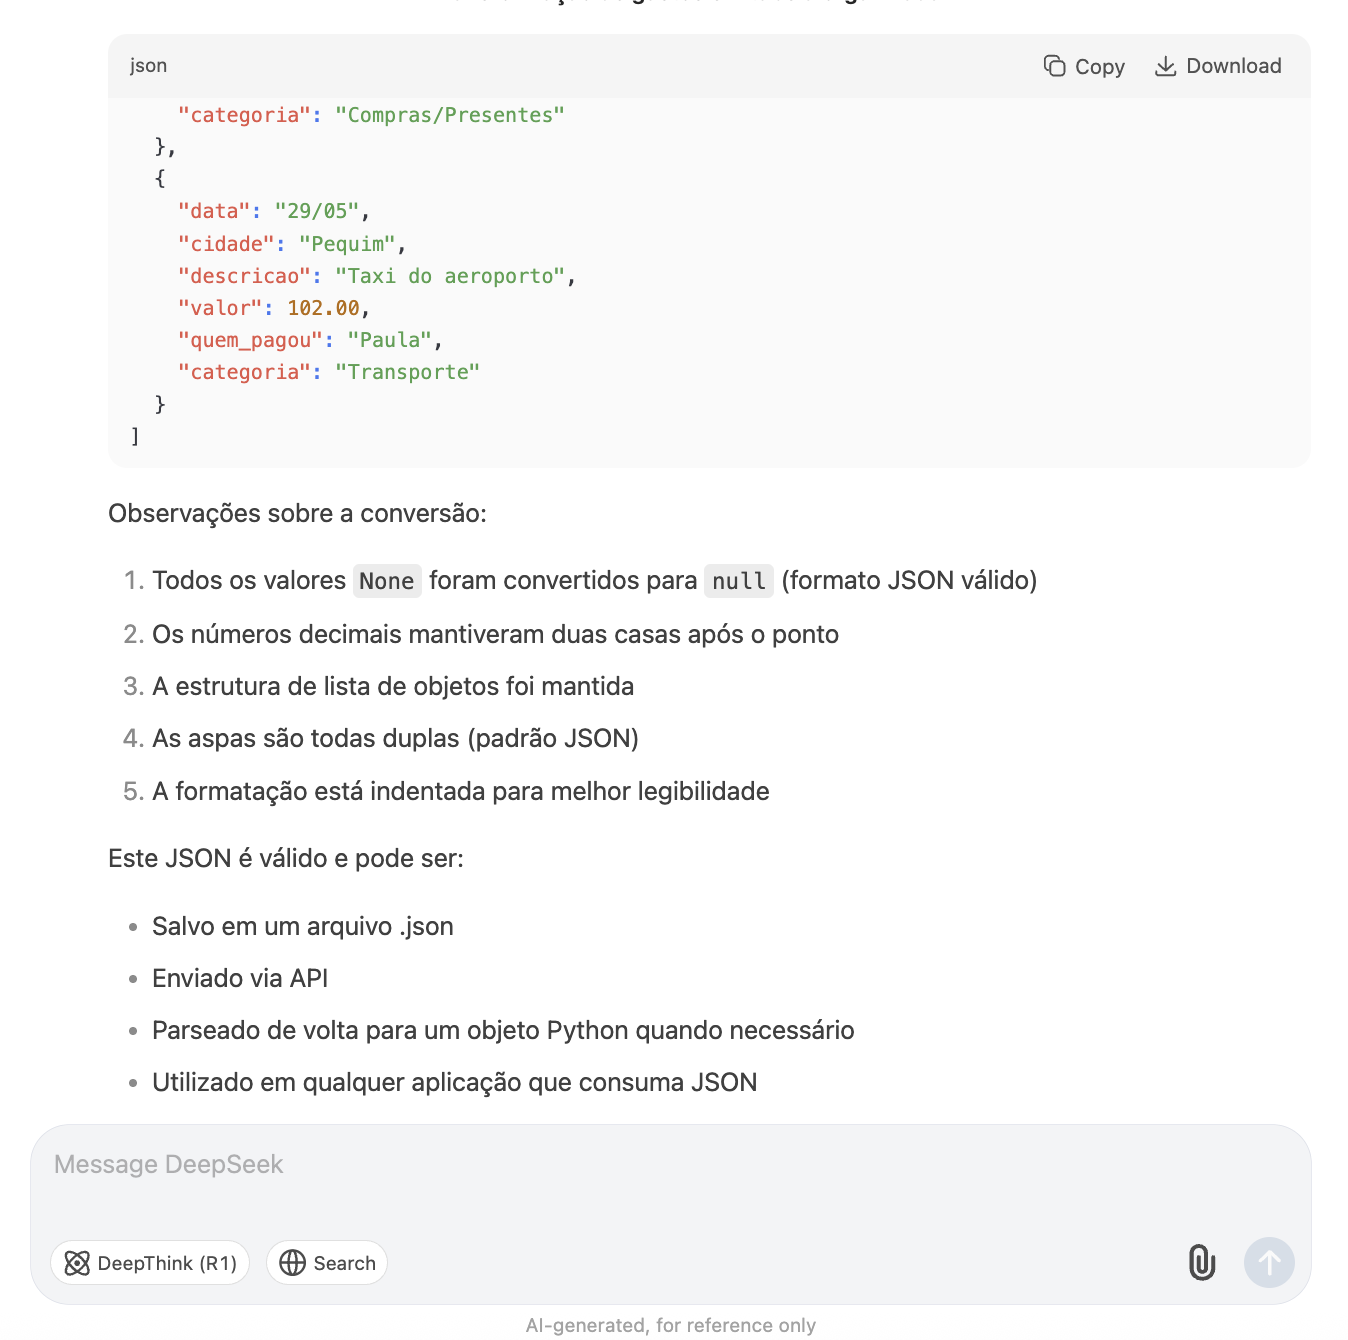 json
Copy
Download
"categoria": "Compras/Presentes"
},
{
"data": "29/05",
"cidade": "Pequim",
"descricao": "Taxi do aeroporto",
"valor": 102.00,
"quem_pagou": "Paula",
"categoria": "Transporte"
}
]
Observações sobre a conversão:
1. Todos os valores None foram convertidos para null (formato JSON válido)
2. Os números decimais mantiveram duas casas após o ponto
3. A estrutura de lista de objetos foi mantida
4. As aspas são todas duplas (padrão JSON)
5. A formatação está indentada para melhor legibilidade
Este JSON é válido e pode ser:
• Salvo em um arquivo .json
• Enviado via API
• Parseado de volta para um objeto Python quando necessário
• Utilizado em qualquer aplicação que consuma JSON
Message DeepSeek
DeepThink (R1)
Search
AI-generated, for reference only